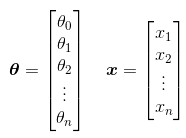 𝜽 = [θ₀ θ₁ θ₂ ⋮ θₙ] 𝒙 = [x₁ x₂ ⋮ xₙ]